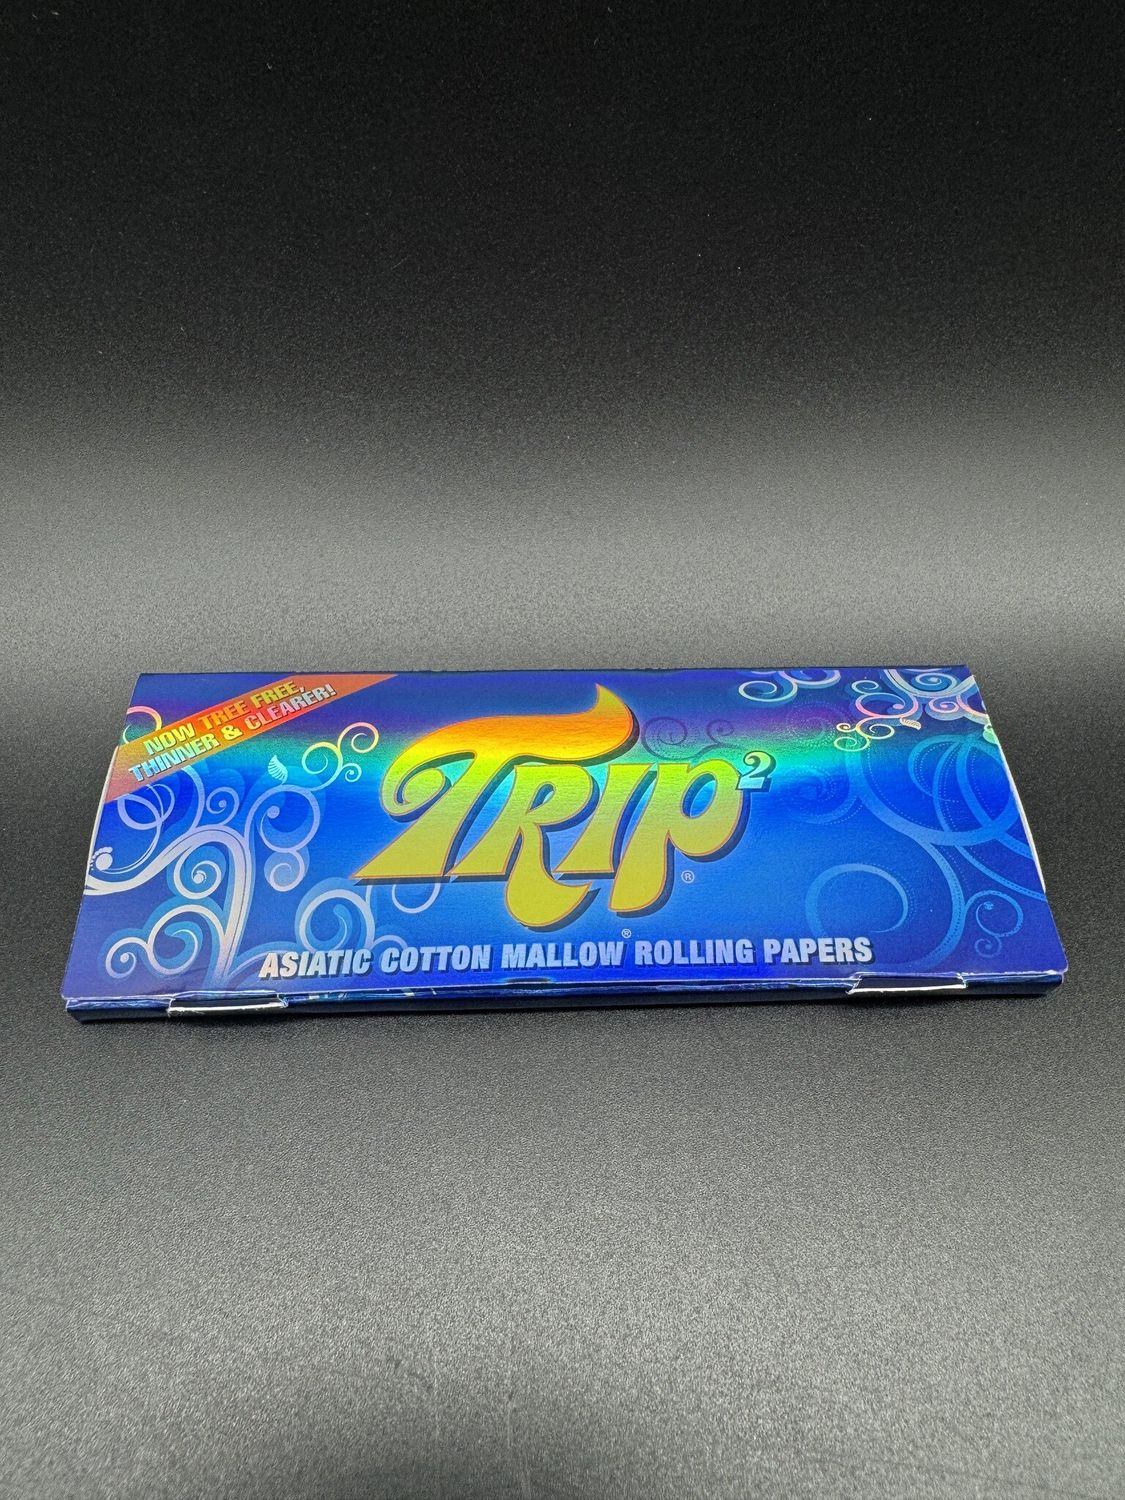 NOW TREE FREE,
THINNER & CLEARER!
TRIP²
®
ASIATIC COTTON MALLOW® ROLLING PAPERS